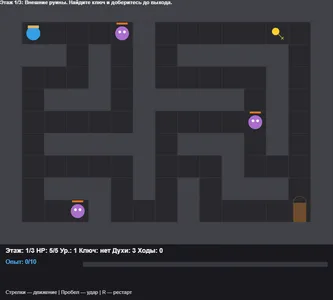 Этаж 1/3: Внешние руины. Найдите ключ и доберитесь до выхода.
Этаж: 1/3 HP: 5/5 Ур.: 1 Ключ: нет Духи: 3 Ходы: 0
Опыт: 0/10
Стрелки — движение | Пробел — удар | R — рестарт